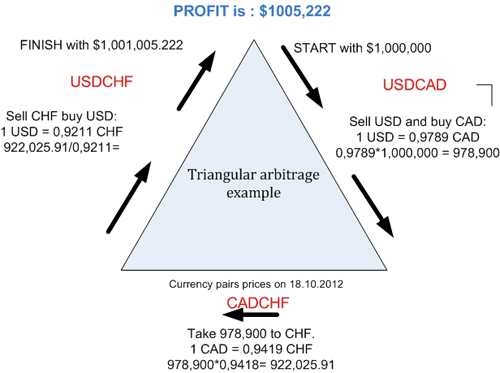 PROFIT is : $1005,222
FINISH with $1,001,005.222
START with $1,000,000
USDCHF
USDCAD
Sell CHF buy USD:
1 USD = 0,9211 CHF
922,025.91/0,9211=
Sell USD and buy CAD:
1 USD = 0,9789 CAD
0,9789*1,000,000 = 978,900
Triangular arbitrage
example
Currency pairs prices on 18.10.2012
CADCHF
Take 978,900 to CHF.
1 CAD = 0,9419 CHF
978,900*0,9418= 922,025.91